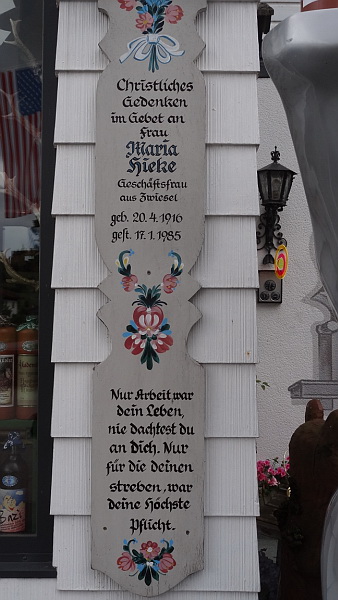 Christliches
Gedenken
im Gebet an
Frau
Maria
Hieke
Geschäftsfrau
aus Zwiesel
geb. 20.4.1916
gest. 17.1.1985
Nur Arbeit war
dein Leben,
nie dachtest du
an Dich. Nur
für die deinen
streben, war
deine Höchste
Pflicht.